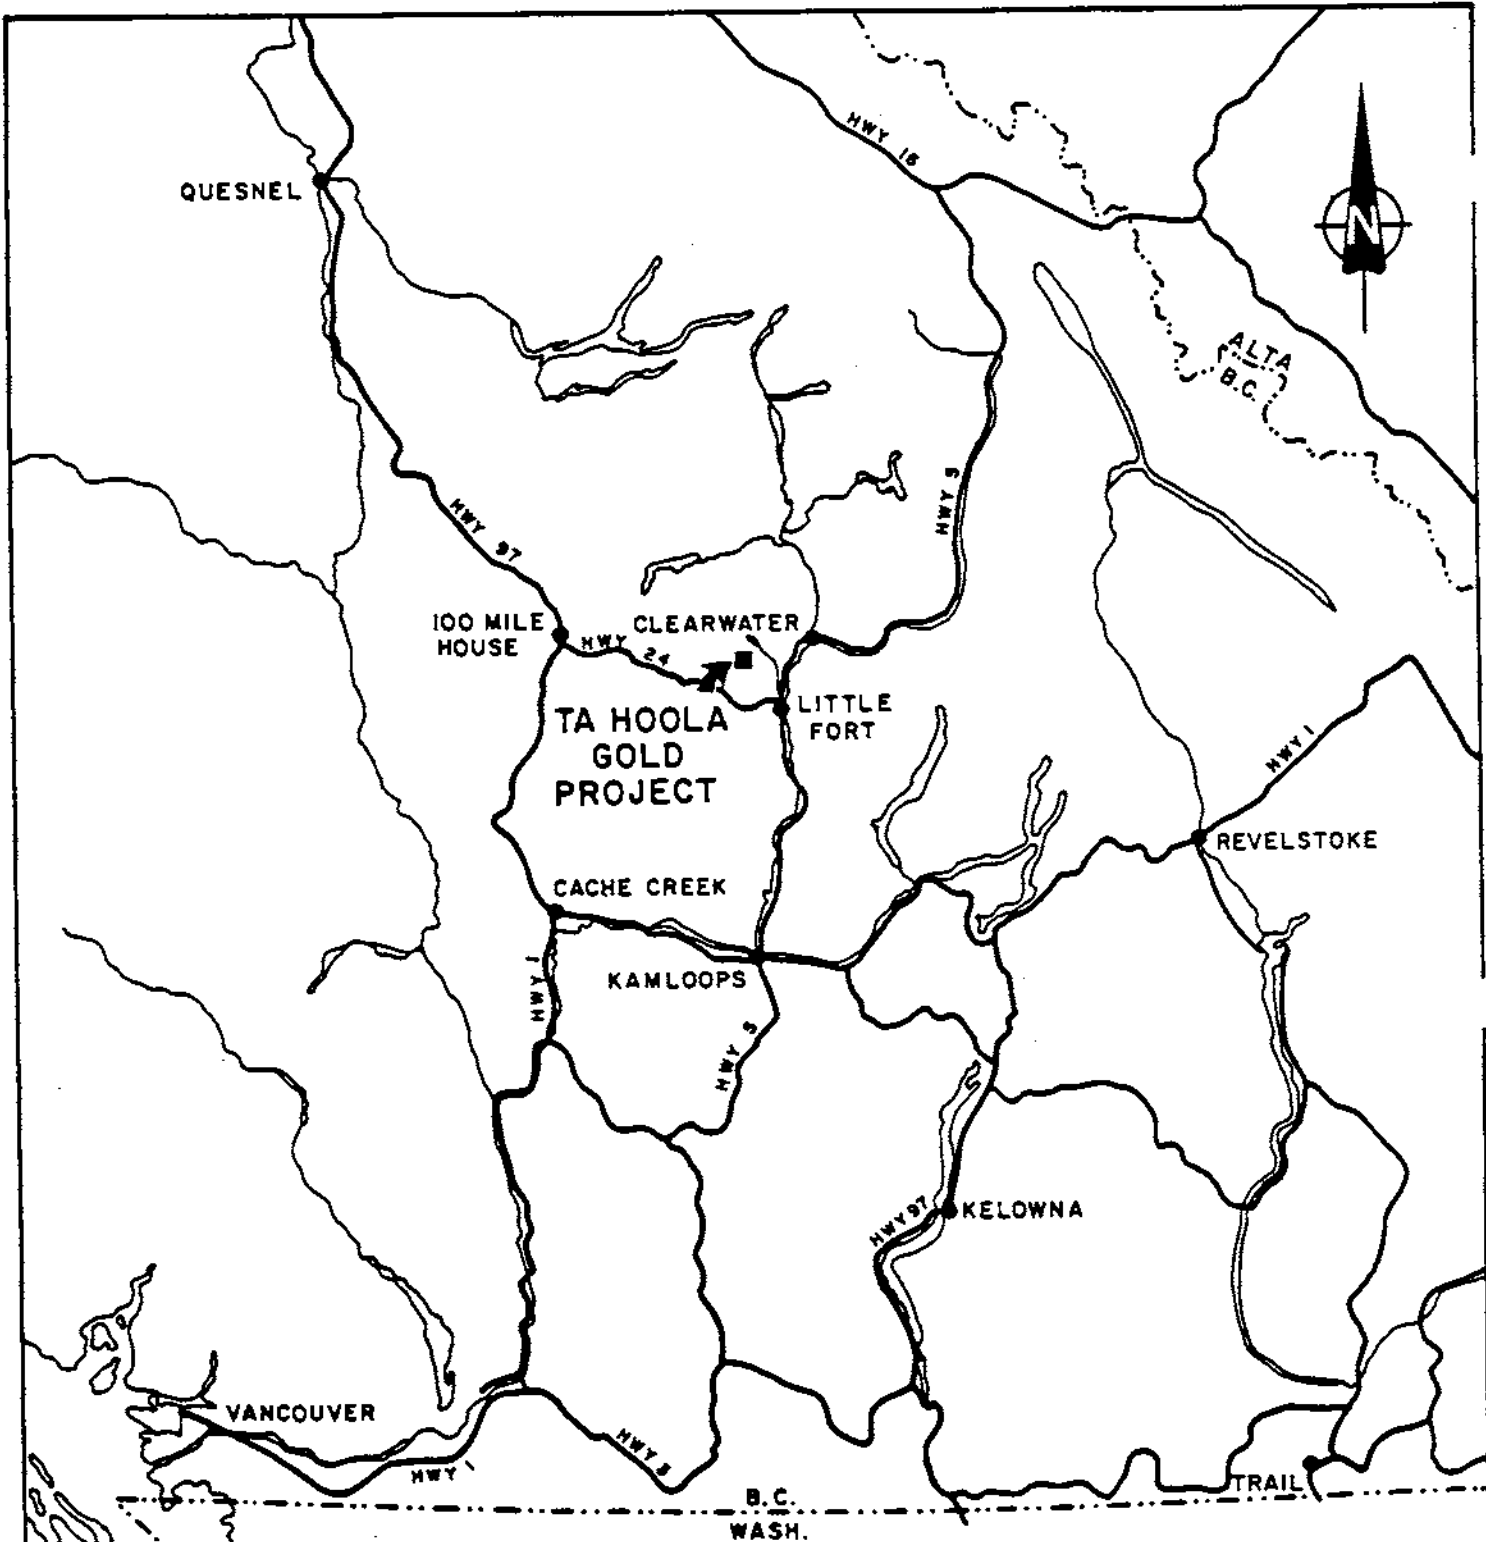 HWY 16
N
QUESNEL
ALTA
B.C.
HWY 5
HWY 97
100 MILE
HOUSE
CLEARWATER
HWY 24
LITTLE
FORT
TA HOOLA
GOLD
PROJECT
HWY 1
REVELSTOKE
CACHE CREEK
KAMLOOPS
HWY 1
HWY 5
HWY 97
KELOWNA
VANCOUVER
HWY 1
HWY 3
TRAIL
B.C.
WASH.